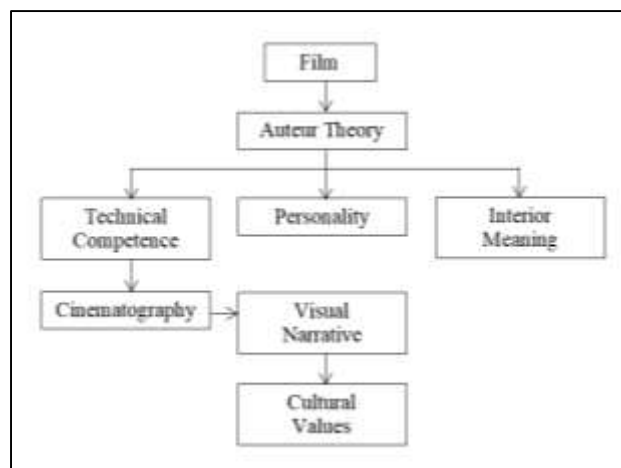 Film
Auteur Theory
Technical
Competence
Personality
Interior
Meaning
Cinematography
Visual
Narrative
Cultural
Values